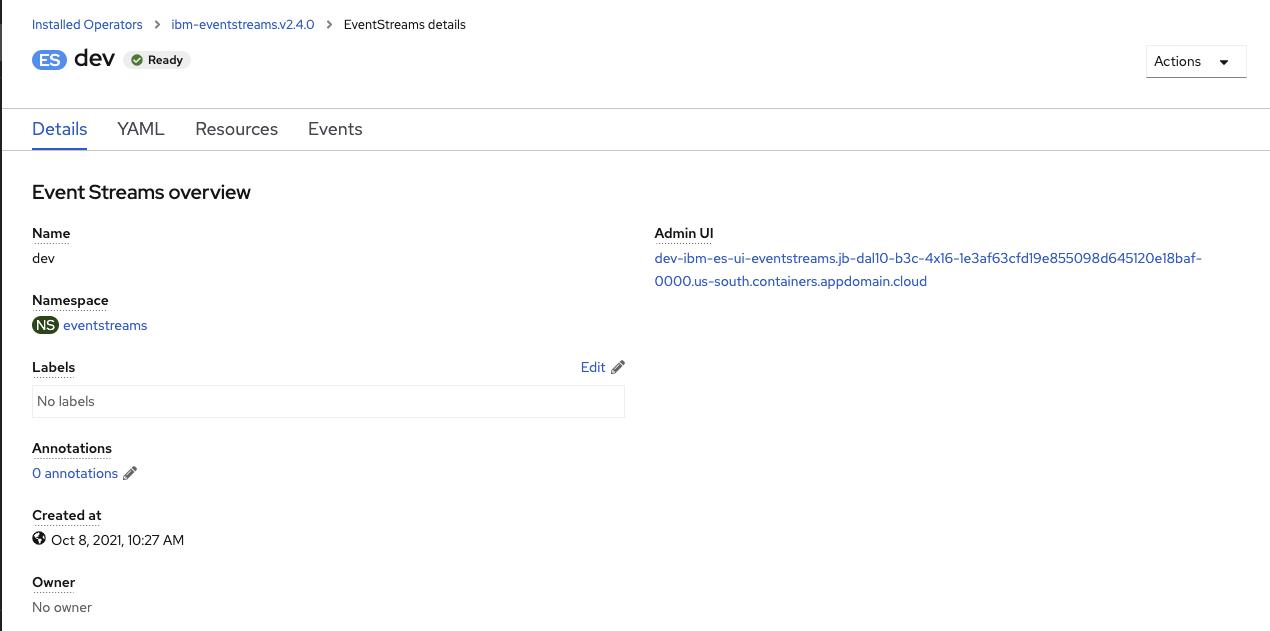 Installed Operators > ibm-eventstreams.v2.4.0 > EventStreams details
ES dev Ready
Actions
Details YAML Resources Events
Event Streams overview
Name
dev
Namespace
NS eventstreams
Labels Edit
No labels
Annotations
0 annotations
Created at
Oct 8, 2021, 10:27 AM
Owner
No owner
Admin UI
dev-ibm-es-ui-eventstreams.jb-dal10-b3c-4x16-1e3af63cfd19e855098d645120e18baf-
0000.us-south.containers.appdomain.cloud